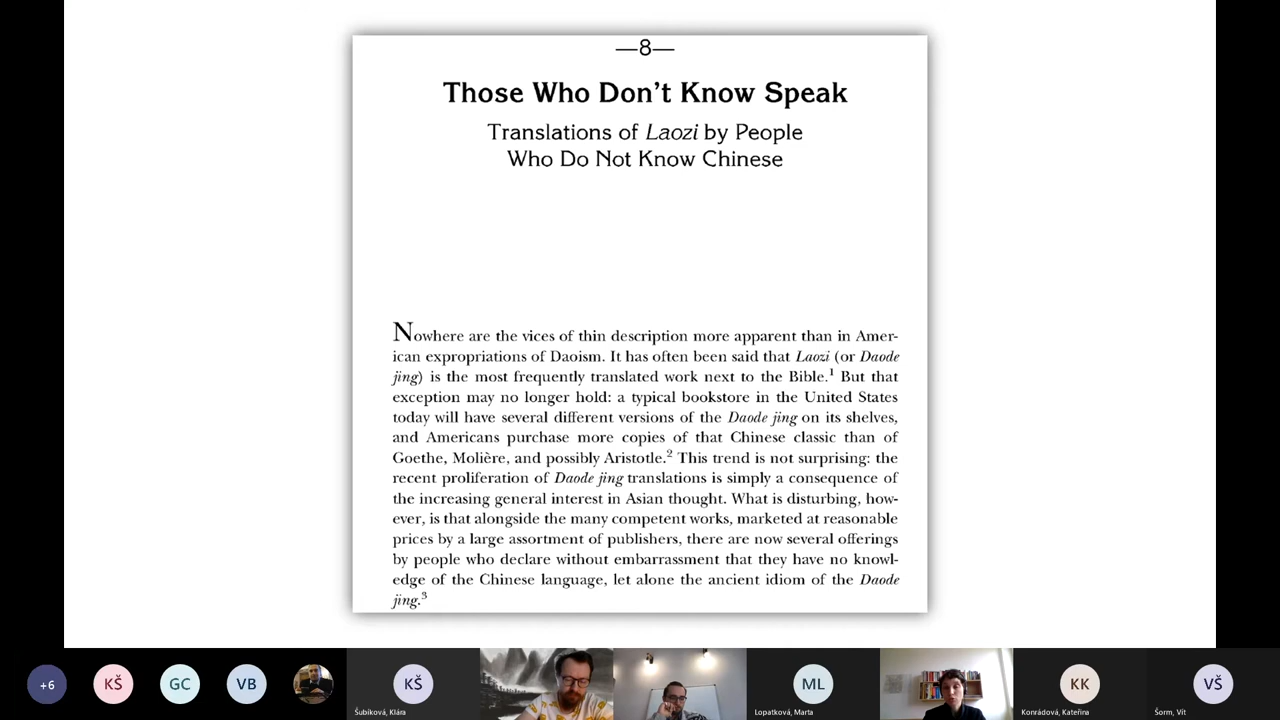 —8—
Those Who Don't Know Speak
Translations of Laozi by People
Who Do Not Know Chinese
Nowhere are the vices of thin description more apparent than in Amer-
ican expropriations of Daoism. It has often been said that Laozi (or Daode
jing) is the most frequently translated work next to the Bible.1 But that
exception may no longer hold: a typical bookstore in the United States
today will have several different versions of the Daode jing on its shelves,
and Americans purchase more copies of that Chinese classic than of
Goethe, Molière, and possibly Aristotle.2 This trend is not surprising: the
recent proliferation of Daode jing translations is simply a consequence of
the increasing general interest in Asian thought. What is disturbing, how-
ever, is that alongside the many competent works, marketed at reasonable
prices by a large assortment of publishers, there are now several offerings
by people who declare without embarrassment that they have no knowl-
edge of the Chinese language, let alone the ancient idiom of the Daode
jing.3
+6
KŠ
GC
VB
KŠ
Šubíková, Klára
ML
Lopatková, Marta
KK
Konrádová, Kateřina
VŠ
Šorm, Vít